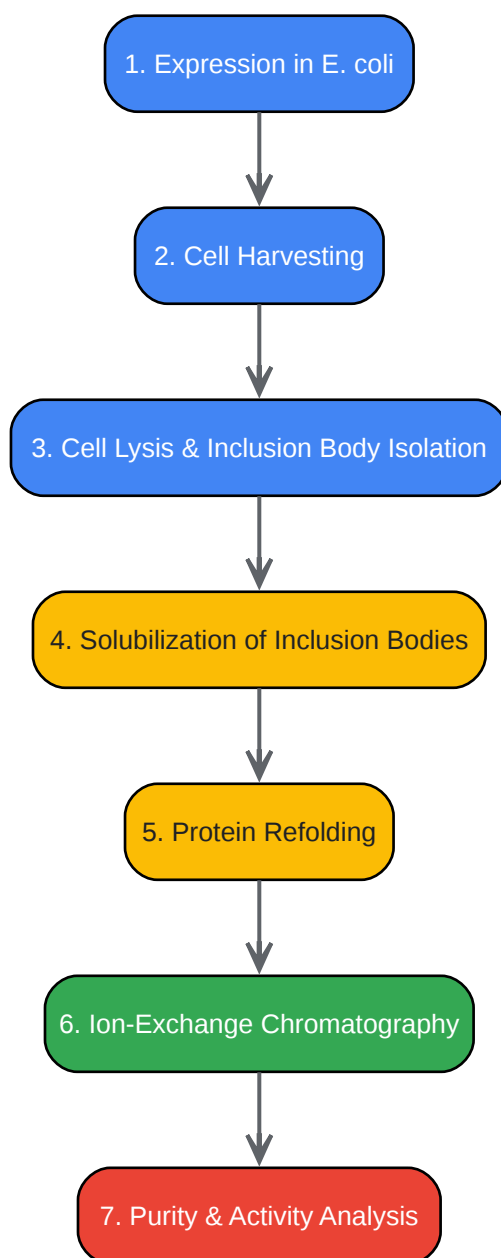 1. Expression in E. coli
2. Cell Harvesting
3. Cell Lysis & Inclusion Body Isolation
4. Solubilization of Inclusion Bodies
5. Protein Refolding
6. Ion-Exchange Chromatography
7. Purity & Activity Analysis